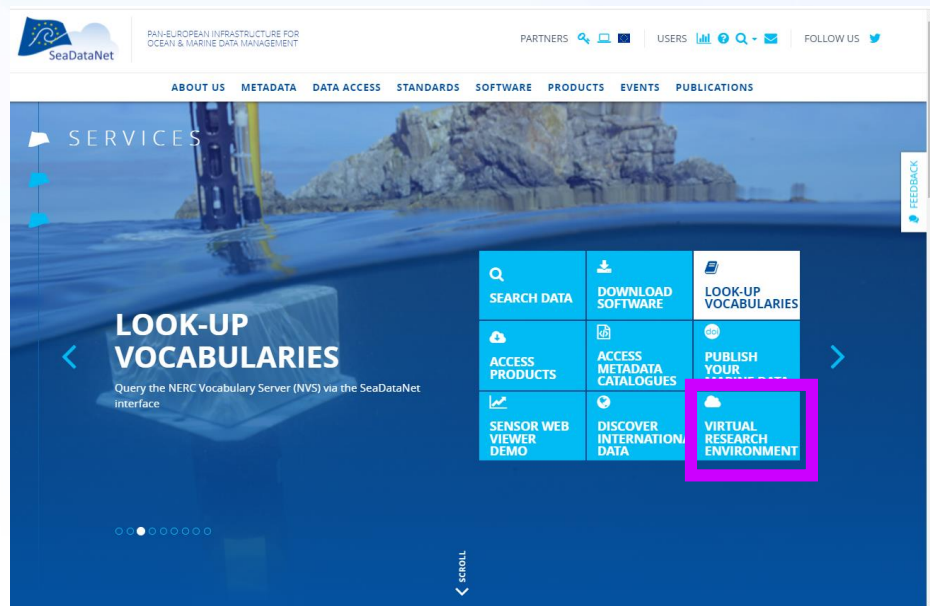 SeaDataNet
PAN-EUROPEAN INFRASTRUCTURE FOR
OCEAN & MARINE DATA MANAGEMENT
PARTNERS
USERS
FOLLOW US
ABOUT US METADATA DATA ACCESS STANDARDS SOFTWARE PRODUCTS EVENTS PUBLICATIONS
SERVICES
FEEDBACK
LOOK-UP
VOCABULARIES
Query the NERC Vocabulary Server (NVS) via the SeaDataNet
interface
SEARCH DATA
DOWNLOAD
SOFTWARE
LOOK-UP
VOCABULARIES
ACCESS
PRODUCTS
ACCESS
METADATA
CATALOGUES
doi
PUBLISH
YOUR
MARINE DATA
SENSOR WEB
VIEWER
DEMO
DISCOVER
INTERNATIONA
DATA
VIRTUAL
RESEARCH
ENVIRONMENT
SCROLL